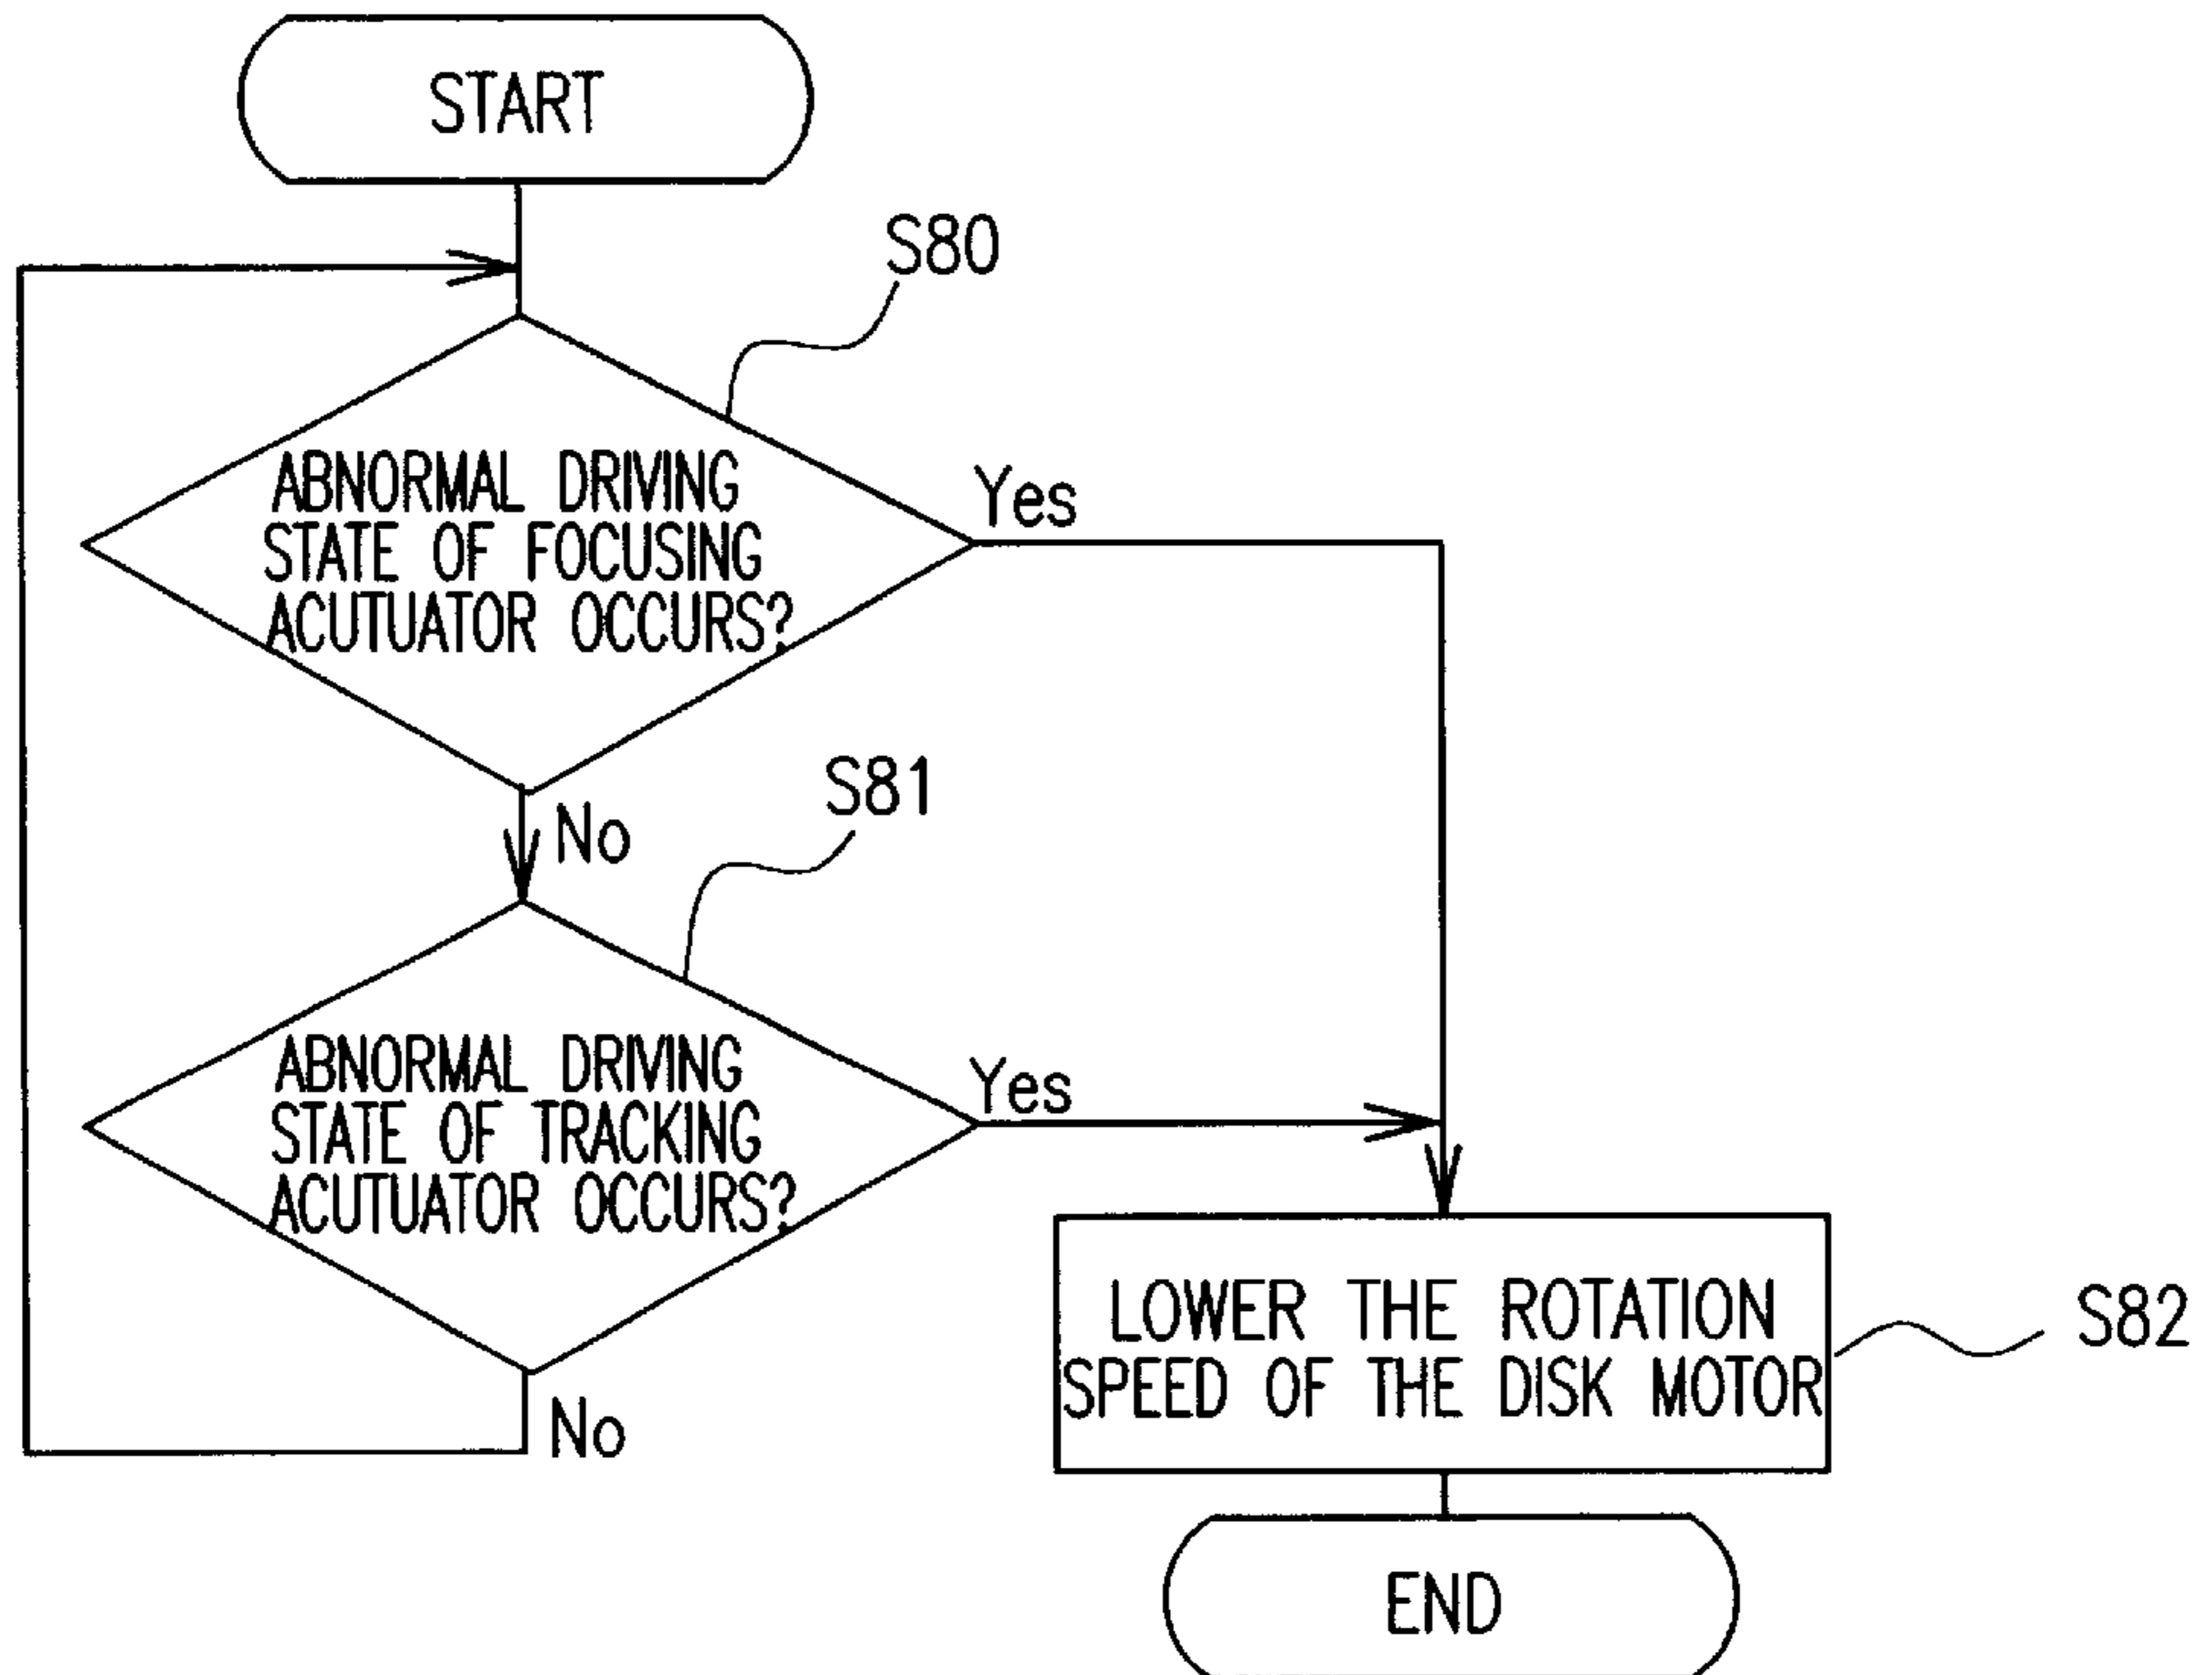 START
S80
ABNORMAL DRIVING
STATE OF FOCUSING
ACUTUATOR OCCURS?
Yes
No
S81
ABNORMAL DRIVING
STATE OF TRACKING
ACUTUATOR OCCURS?
Yes
No
LOWER THE ROTATION
SPEED OF THE DISK MOTOR
S82
END